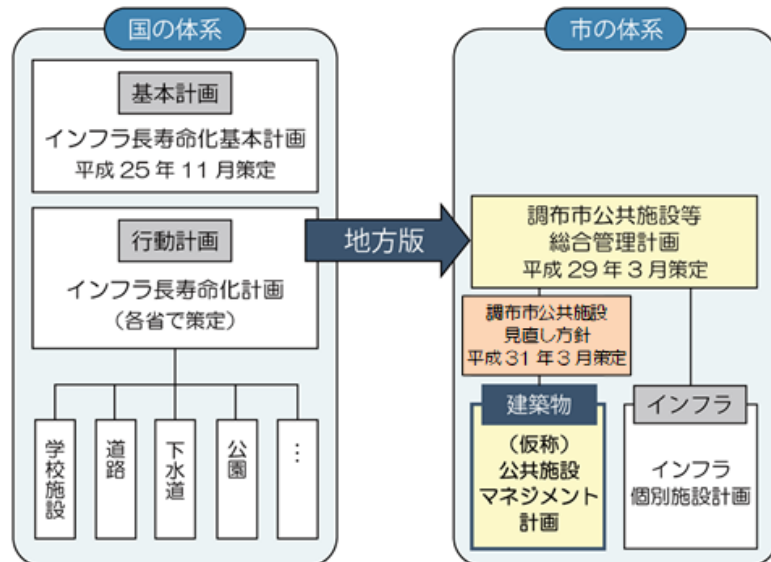 国の体系
基本計画
インフラ長寿命化基本計画
平成25年11月策定
行動計画
インフラ長寿命化計画
（各省で策定）
学校施設
道路
下水道
公園
…
地方版
市の体系
調布市公共施設等
総合管理計画
平成29年3月策定
調布市公共施設
見直し方針
平成31年3月策定
建築物
（仮称）
公共施設
マネジメント
計画
インフラ
インフラ
個別施設計画